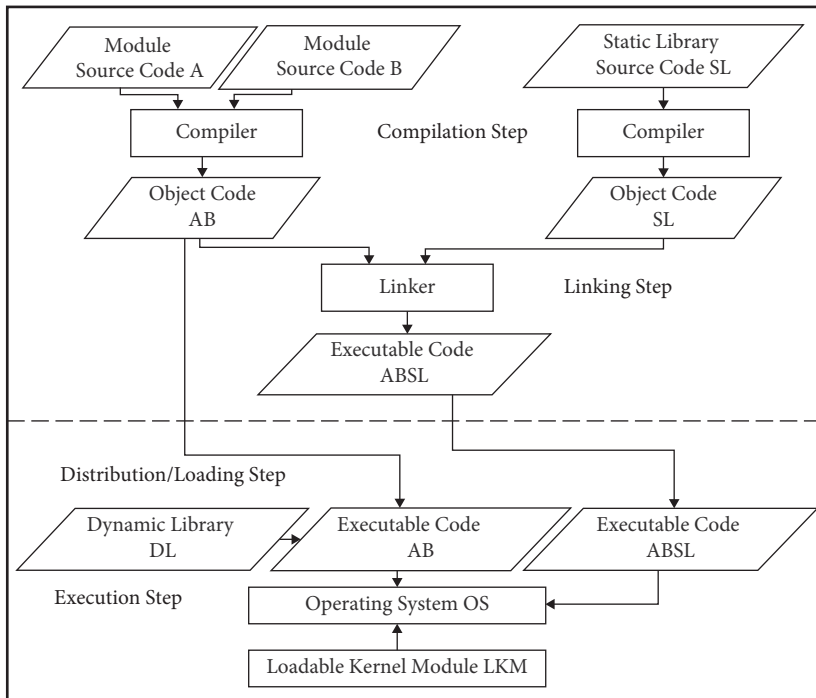 Module
Source Code A
Module
Source Code B
Static Library
Source Code SL
Compiler
Compilation Step
Compiler
Object Code
AB
Object Code
SL
Linker
Linking Step
Executable Code
ABSL
Distribution/Loading Step
Dynamic Library
DL
Executable Code
AB
Executable Code
ABSL
Execution Step
Operating System OS
Loadable Kernel Module LKM